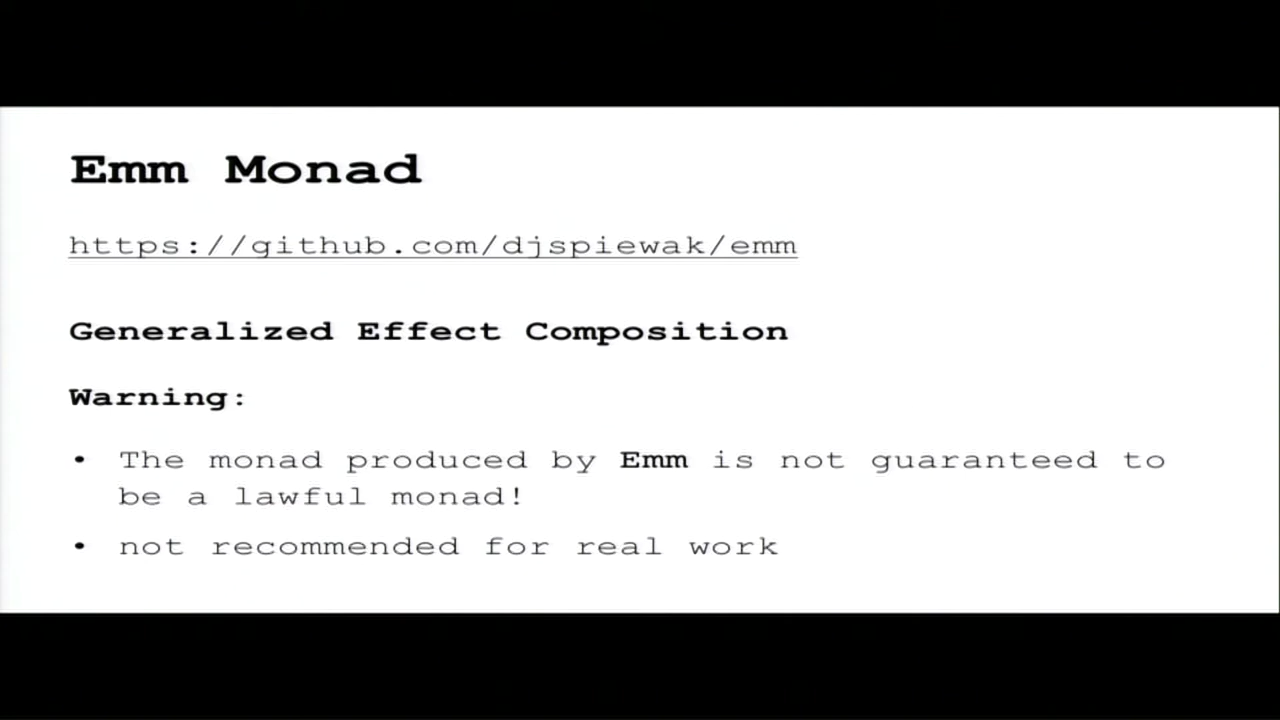 Emm Monad
https://github.com/djspiewak/emm
Generalized Effect Composition
Warning:
• The monad produced by Emm is not guaranteed to
be a lawful monad!
• not recommended for real work